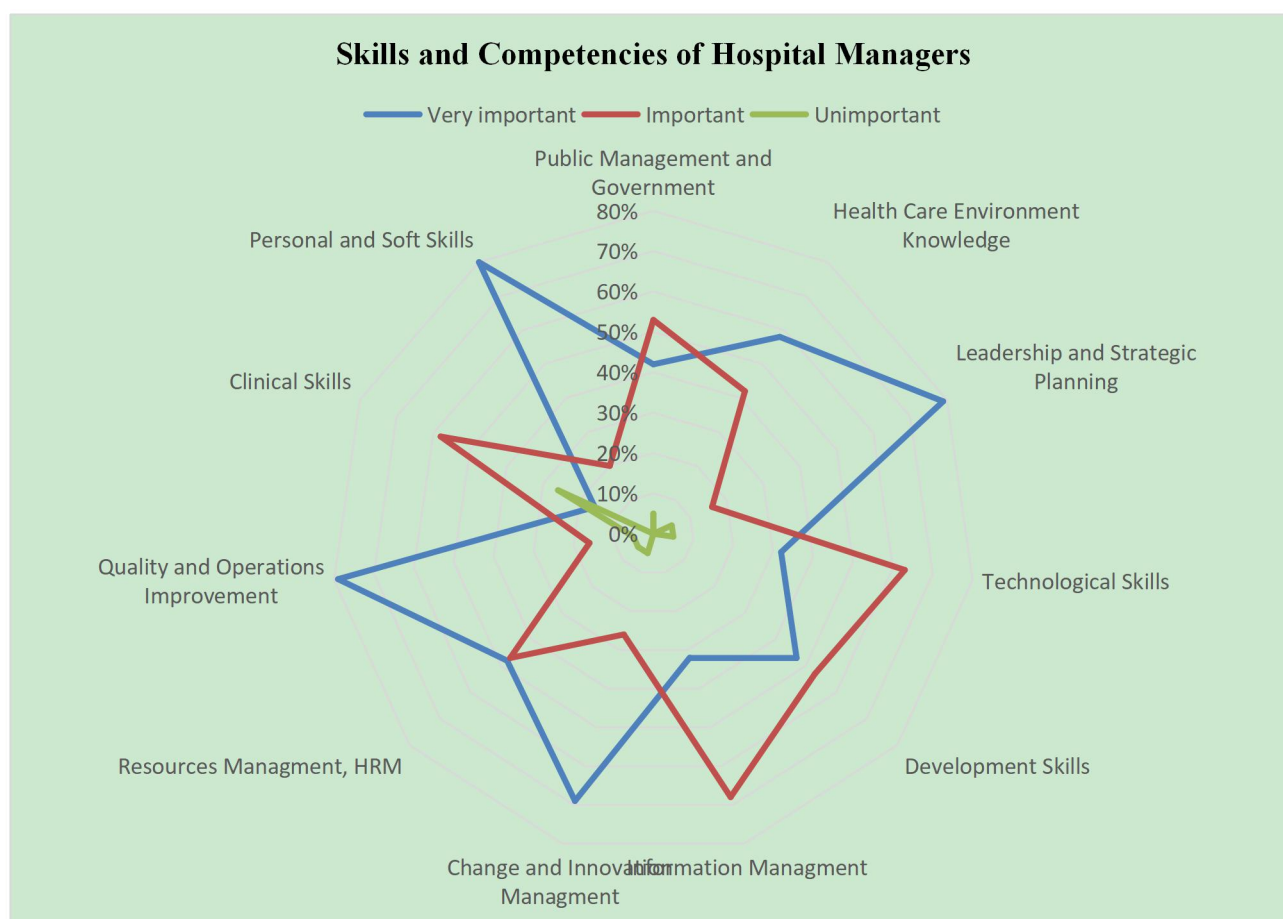 Skills and Competencies of Hospital Managers
Very important Important Unimportant
Public Management and
Government
Health Care Environment
Knowledge
Leadership and Strategic
Planning
Technological Skills
Development Skills
Information Managment
Change and Innovation
Managment
Resources Managment, HRM
Quality and Operations
Improvement
Clinical Skills
Personal and Soft Skills
80%
70%
60%
50%
40%
30%
20%
10%
0%